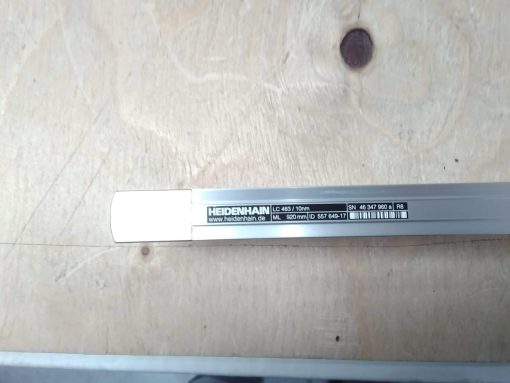 HEIDENHAIN LC 483 / 10nm SN 46 347 960 a R8
www.heidenhain.de ML 920 mm ID 557 649-17